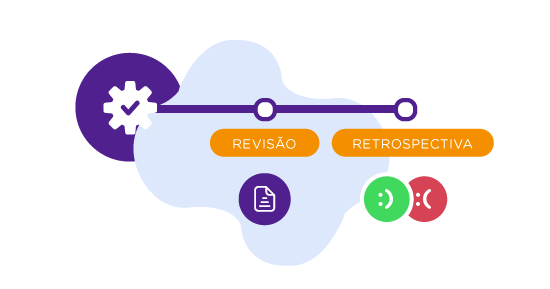 REVISÃO
RETROSPECTIVA
:) :(